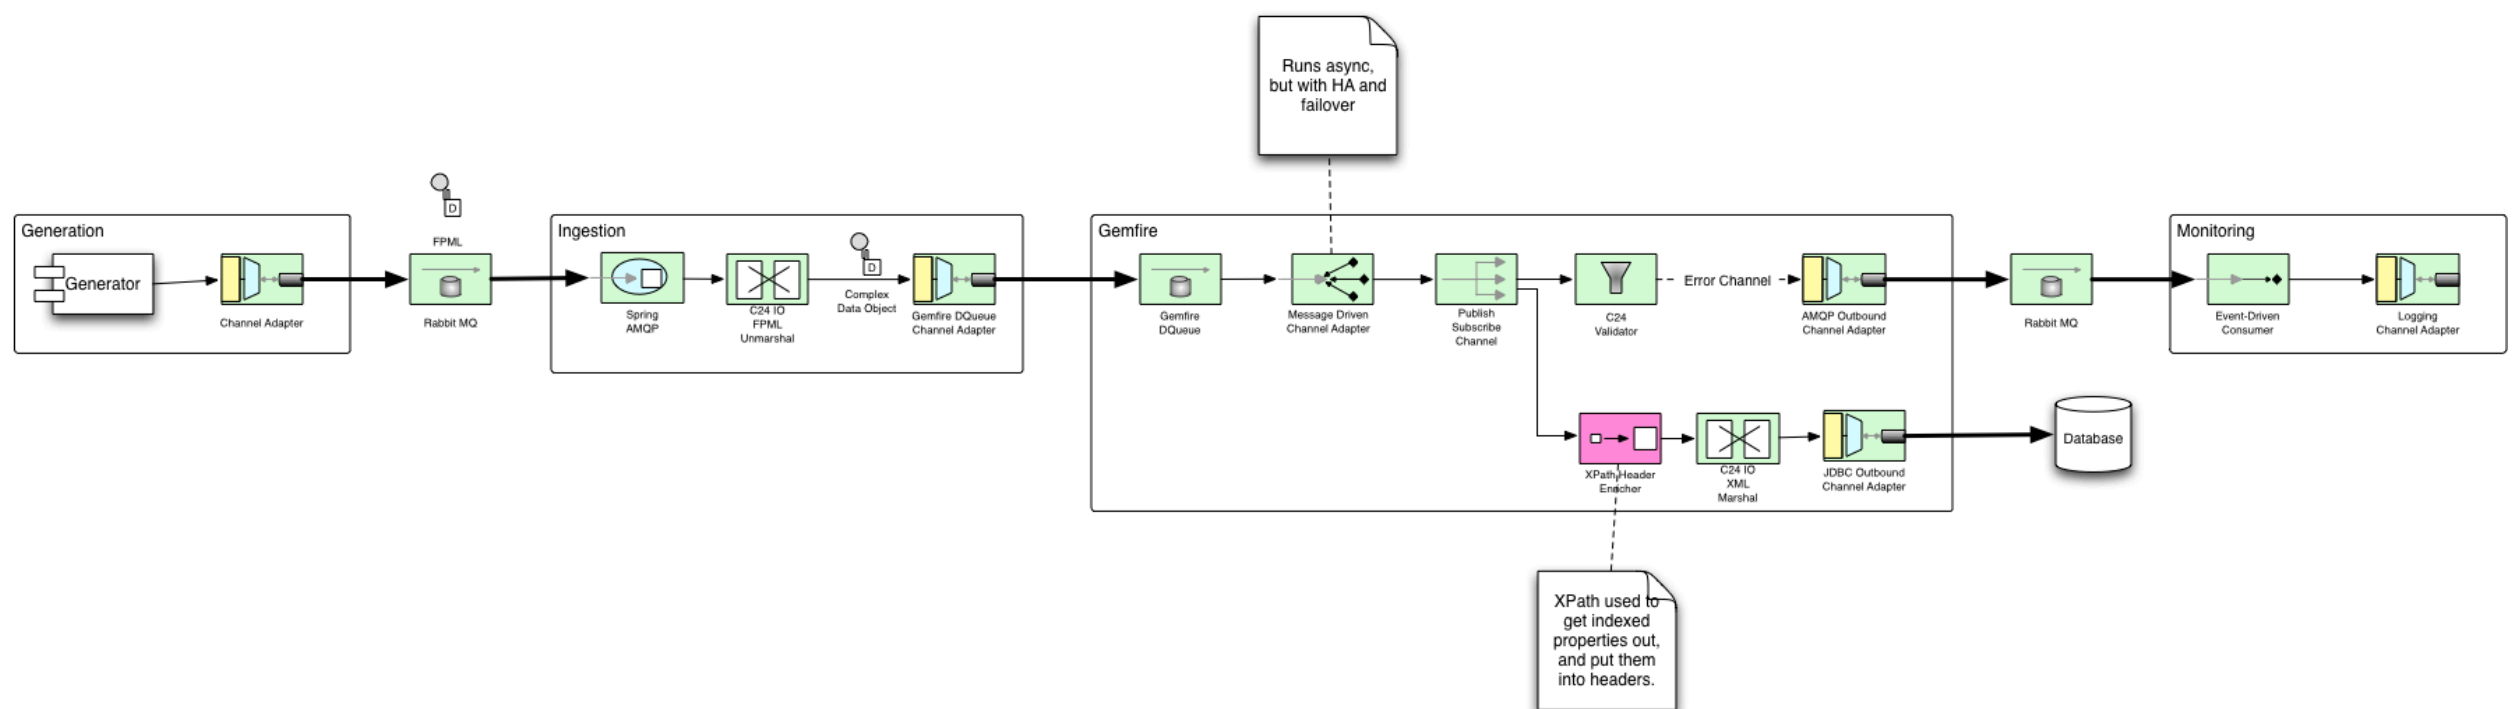 Runs async,
but with HA and
failover
Generation
Generator
Channel Adapter
D
FPML
Rabbit MQ
Ingestion
Spring
AMQP
C24 IO
FPML
Unmarshal
D
Complex
Data Object
Gemfire DQueue
Channel Adapter
Gemfire
Gemfire
DQueue
Message Driven
Channel Adapter
Publish
Subscribe
Channel
C24
Validator
Error Channel
AMQP Outbound
Channel Adapter
Rabbit MQ
Monitoring
Event-Driven
Consumer
Logging
Channel Adapter
XPath Header
Enricher
C24 IO
XML
Marshal
JDBC Outbound
Channel Adapter
Database
XPath used to
get indexed
properties out,
and put them
into headers.